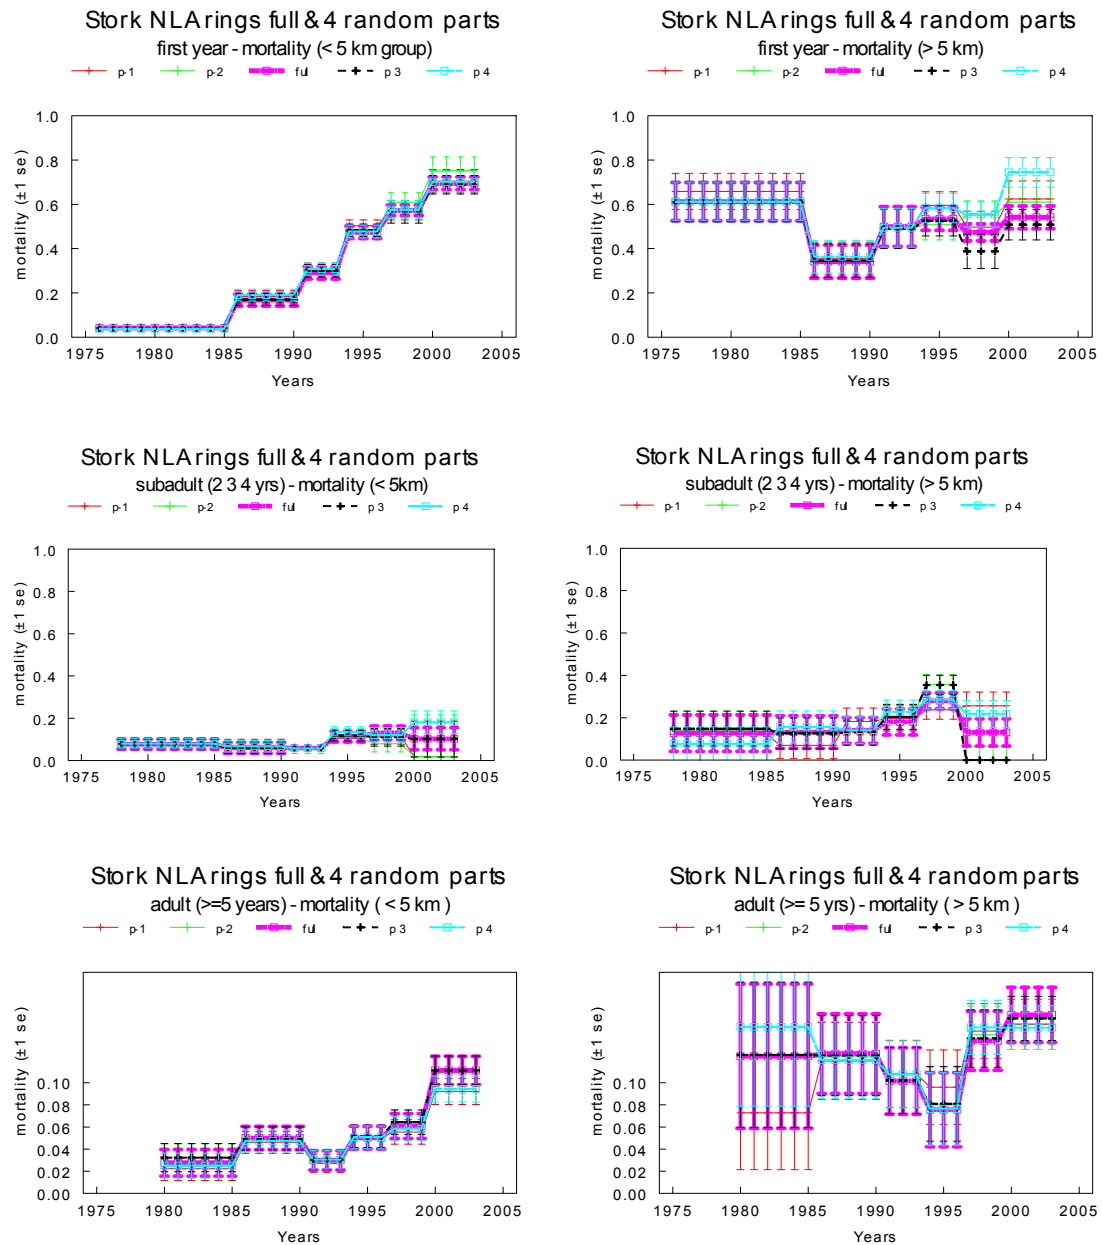 Stork NLA rings full & 4 random parts
first year - mortality (< 5 km group)
p-1 p-2 ful p 3 p 4
1.0
0.8
0.6
0.4
0.2
0.0
mortality (±1 se)
1975 1980 1985 1990 1995 2000 2005
Years
Stork NLA rings full & 4 random parts
first year - mortality (> 5 km)
p-1 p-2 ful p 3 p 4
1.0
0.8
0.6
0.4
0.2
0.0
mortality (±1 se)
1975 1980 1985 1990 1995 2000 2005
Years
Stork NLA rings full & 4 random parts
subadult (2 3 4 yrs) - mortality (< 5km)
p-1 p-2 ful p 3 p 4
1.0
0.8
0.6
0.4
0.2
0.0
mortality (±1 se)
1975 1980 1985 1990 1995 2000 2005
Years
Stork NLA rings full & 4 random parts
subadult (2 3 4 yrs) - mortality (> 5 km)
p-1 p-2 ful p 3 p 4
1.0
0.8
0.6
0.4
0.2
0.0
mortality (±1 se)
1975 1980 1985 1990 1995 2000 2005
Years
Stork NLA rings full & 4 random parts
adult (>=5 years) - mortality ( < 5 km )
p-1 p-2 ful p 3 p 4
0.10
0.08
0.06
0.04
0.02
0.00
mortality (±1 se)
1975 1980 1985 1990 1995 2000 2005
Years
Stork NLA rings full & 4 random parts
adult (>= 5 yrs) - mortality ( > 5 km )
p-1 p-2 ful p 3 p 4
0.10
0.08
0.06
0.04
0.02
0.00
mortality (±1 se)
1975 1980 1985 1990 1995 2000 2005
Years